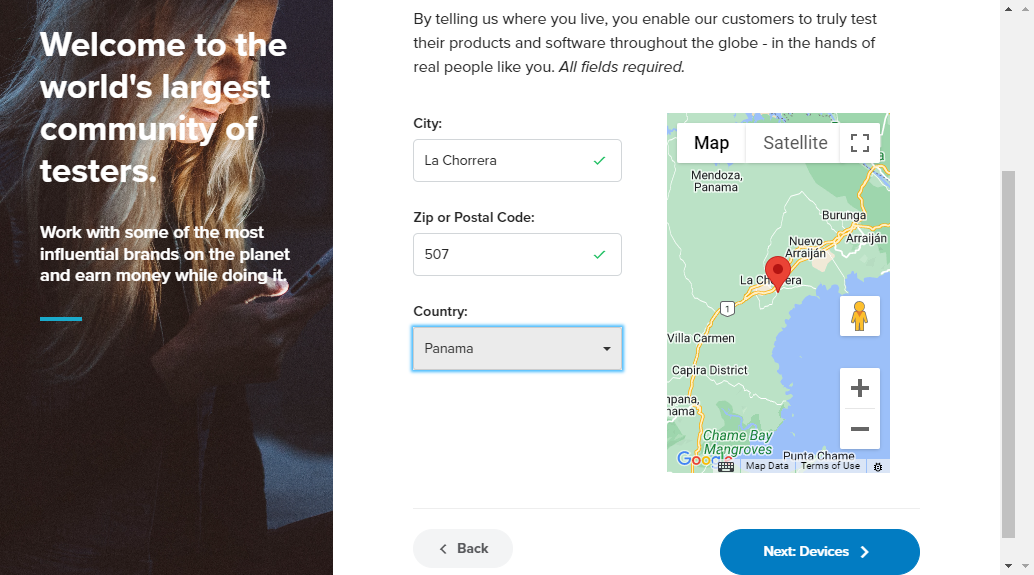 Welcome to the
world's largest
community of
testers.
Work with some of the most
influential brands on the planet
and earn money while doing it.
By telling us where you live, you enable our customers to truly test
their products and software throughout the globe - in the hands of
real people like you. All fields required.
City:
La Chorrera
Zip or Postal Code:
507
Country:
Panama
Map
Satellite
Mendoza,
Panama
Burunga
Nuevo
Arraiján
Arraiján
La Chorrera
1
Villa Carmen
Capira District
Chame Bay
Mangroves
Punta Chame
Google
Map Data
Terms of Use
Back
Next: Devices